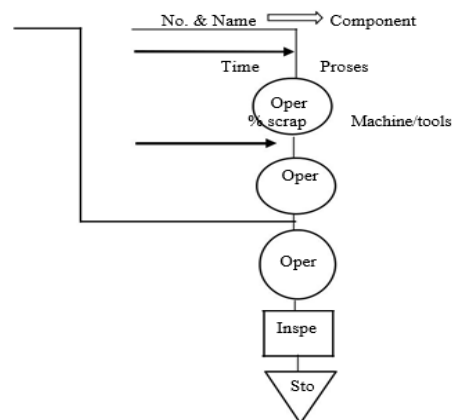 No. & Name Component
Time Proses
Oper
% scrap Machine/tools
Oper
Oper
Inspe
Sto